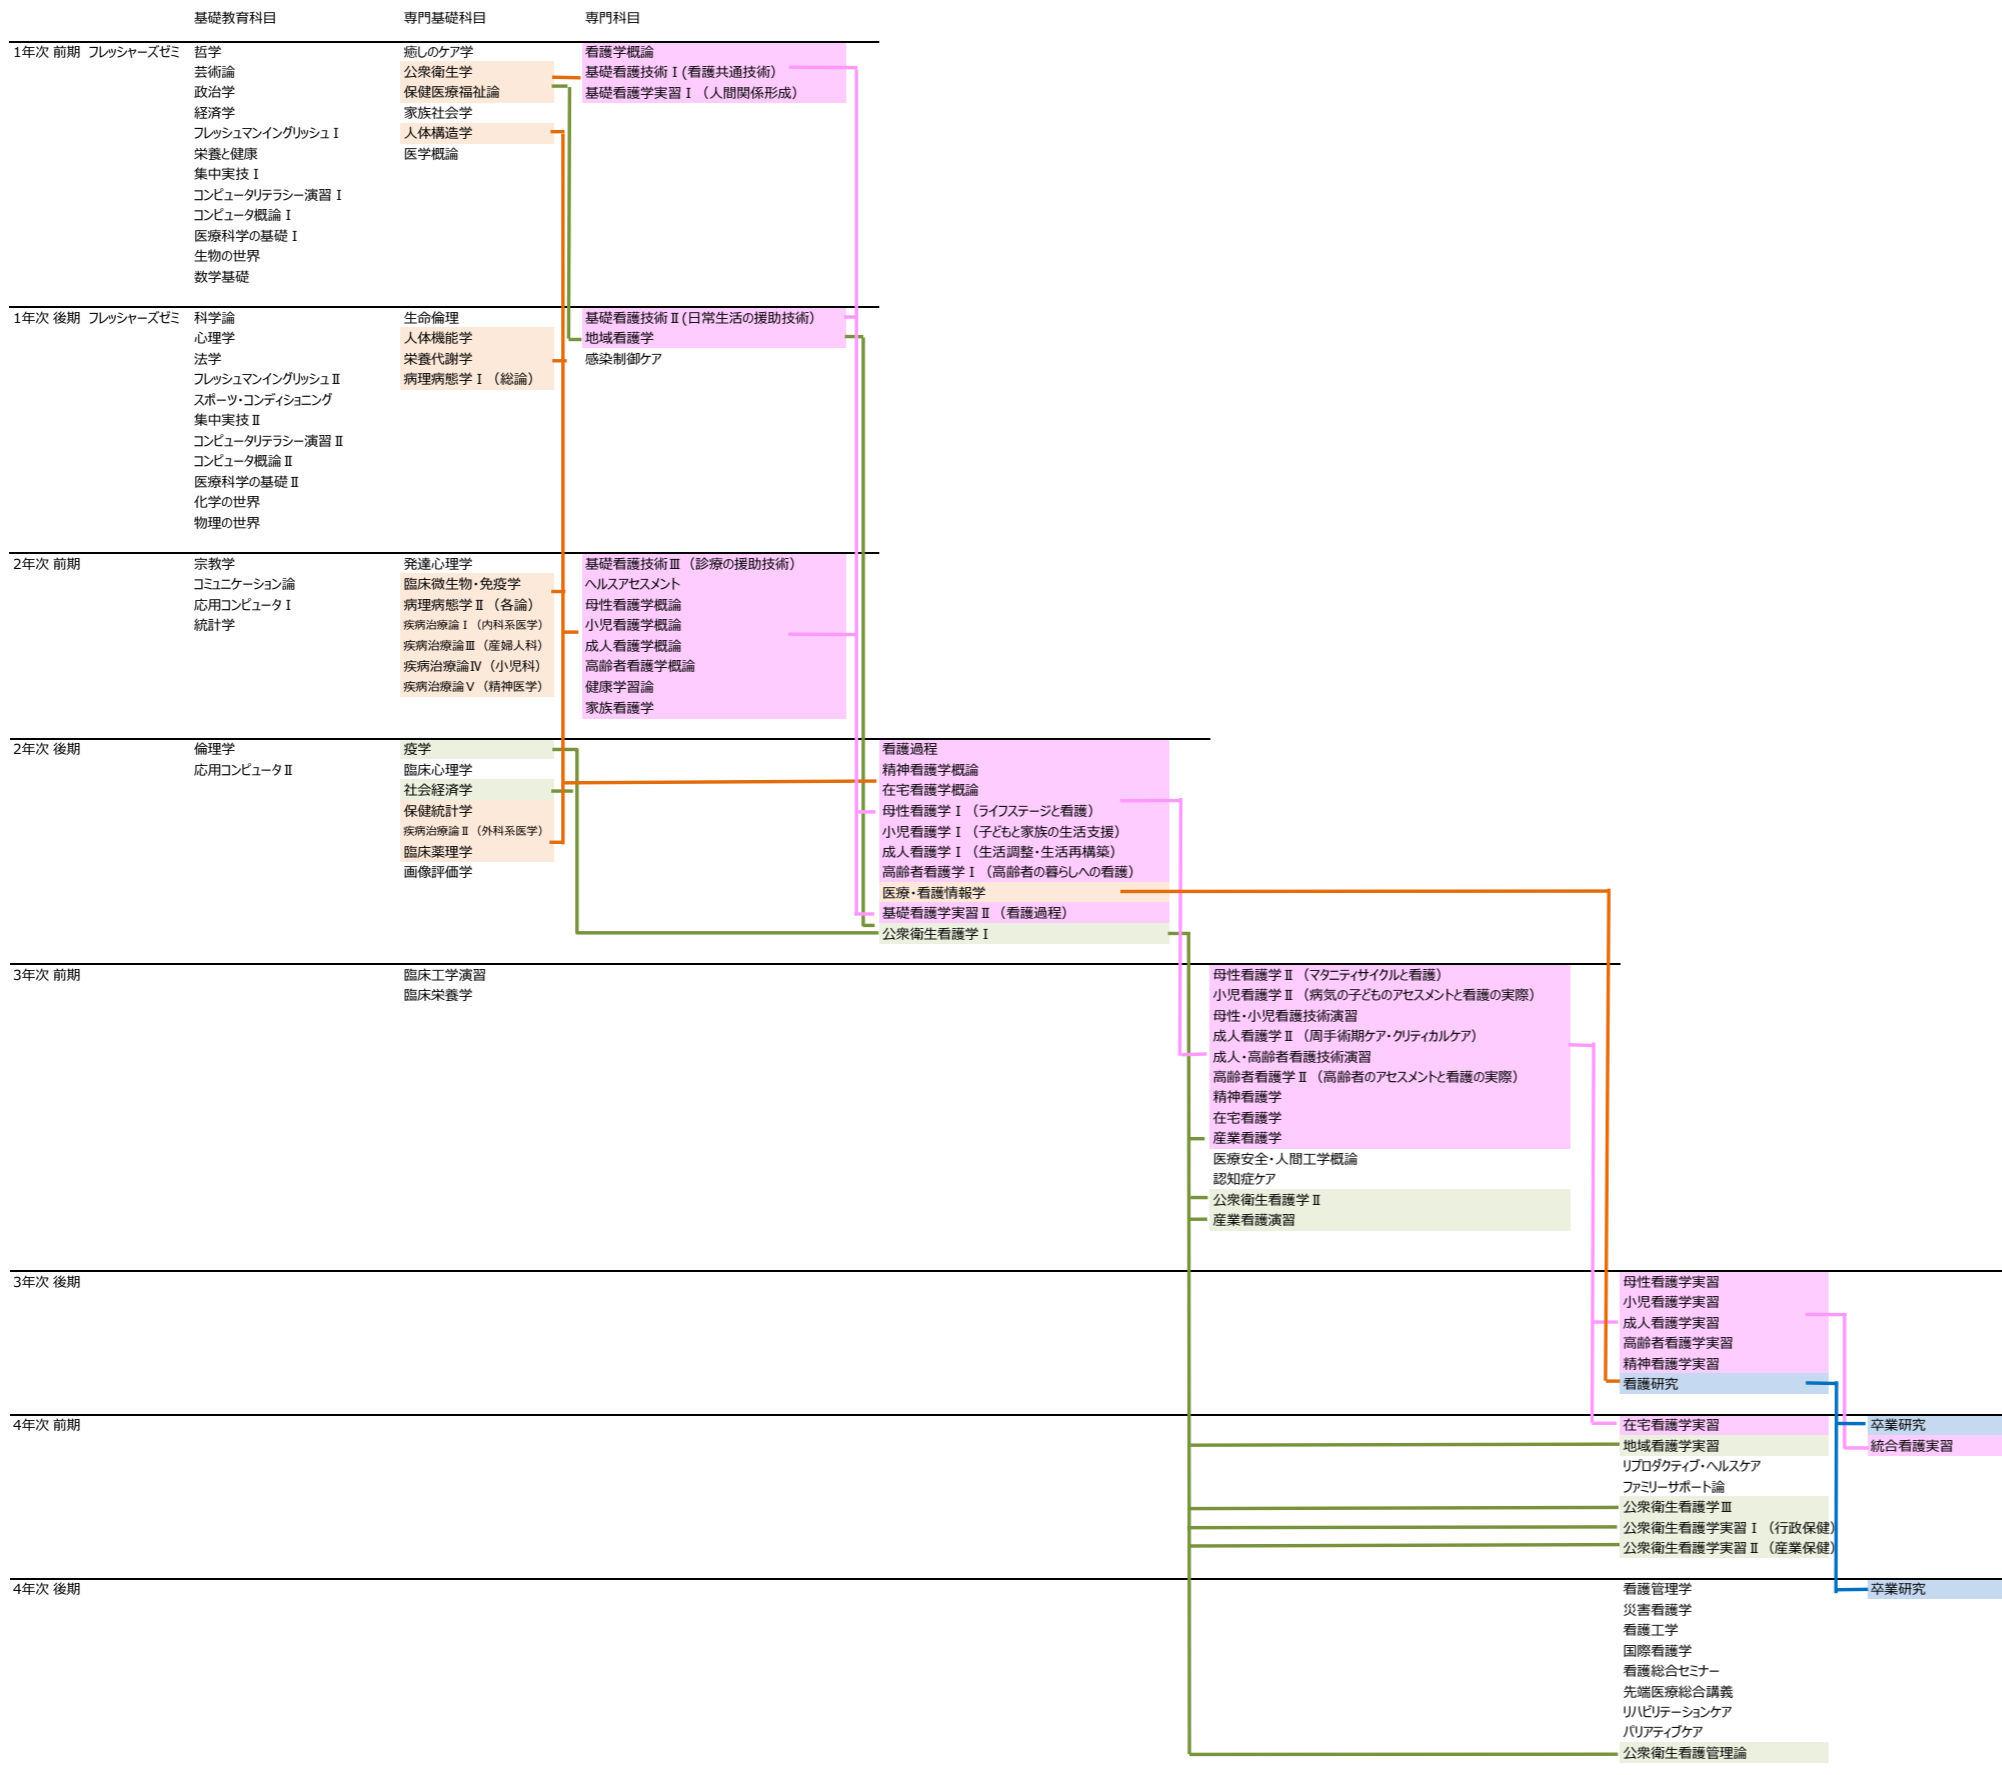 基礎教育科目 専門基礎科目 専門科目
1年次 前期 フレッシャーズゼミ 哲学 癒しのケア学 看護学概論
芸術論 公衆衛生学 基礎看護技術Ⅰ(看護共通技術)
政治学 保健医療福祉論 基礎看護学実習Ⅰ（人間関係形成）
経済学 家族社会学
フレッシュマンイングリッシュⅠ 人体構造学
栄養と健康 医学概論
集中実技Ⅰ
コンピュータリテラシー演習Ⅰ
コンピュータ概論Ⅰ
医療科学の基礎Ⅰ
生物の世界
数学基礎
1年次 後期 フレッシャーズゼミ 科学論 生命倫理 基礎看護技術Ⅱ(日常生活の援助技術)
心理学 人体機能学 地域看護学
法学 栄養代謝学 感染制御ケア
フレッシュマンイングリッシュⅡ 病理病態学Ⅰ（総論）
スポーツ・コンディショニング
集中実技Ⅱ
コンピュータリテラシー演習Ⅱ
コンピュータ概論Ⅱ
医療科学の基礎Ⅱ
化学の世界
物理の世界
2年次 前期 宗教学 発達心理学 基礎看護技術Ⅲ（診療の援助技術）
コミュニケーション論 臨床微生物・免疫学 ヘルスアセスメント
応用コンピュータⅠ 病理病態学Ⅱ（各論） 母性看護学概論
統計学 疾病治療論Ⅰ（内科系医学） 小児看護学概論
疾病治療論Ⅲ（産婦人科） 成人看護学概論
疾病治療論Ⅳ（小児科） 高齢者看護学概論
疾病治療論Ⅴ（精神医学） 健康学習論
家族看護学
2年次 後期 倫理学 疫学 看護過程
応用コンピュータⅡ 臨床心理学 精神看護学概論
社会経済学 在宅看護学概論
保健統計学 母性看護学Ⅰ（ライフステージと看護）
疾病治療論Ⅱ（外科系医学） 小児看護学Ⅰ（子どもと家族の生活支援）
臨床薬理学 成人看護学Ⅰ（生活調整・生活再構築）
画像評価学 高齢者看護学Ⅰ（高齢者の暮らしへの看護）
医療・看護情報学
基礎看護学実習Ⅱ（看護過程）
公衆衛生看護学Ⅰ
3年次 前期 臨床工学演習 母性看護学Ⅱ（マタニティサイクルと看護）
臨床栄養学 小児看護学Ⅱ（病気の子どものアセスメントと看護の実際）
母性・小児看護技術演習
成人看護学Ⅱ（周手術期ケア・クリティカルケア）
成人・高齢者看護技術演習
高齢者看護学Ⅱ（高齢者のアセスメントと看護の実際）
精神看護学
在宅看護学
産業看護学
医療安全・人間工学概論
認知症ケア
公衆衛生看護学Ⅱ
産業看護演習
3年次 後期 母性看護学実習
小児看護学実習
成人看護学実習
高齢者看護学実習
精神看護学実習
看護研究
4年次 前期 在宅看護学実習 卒業研究
地域看護学実習 統合看護実習
リプロダクティブ・ヘルスケア
ファミリーサポート論
公衆衛生看護学Ⅲ
公衆衛生看護学実習Ⅰ（行政保健）
公衆衛生看護学実習Ⅱ（産業保健）
4年次 後期 看護管理学 卒業研究
災害看護学
看護工学
国際看護学
看護総合セミナー
先端医療総合講義
リハビリテーションケア
パリアティブケア
公衆衛生看護管理論